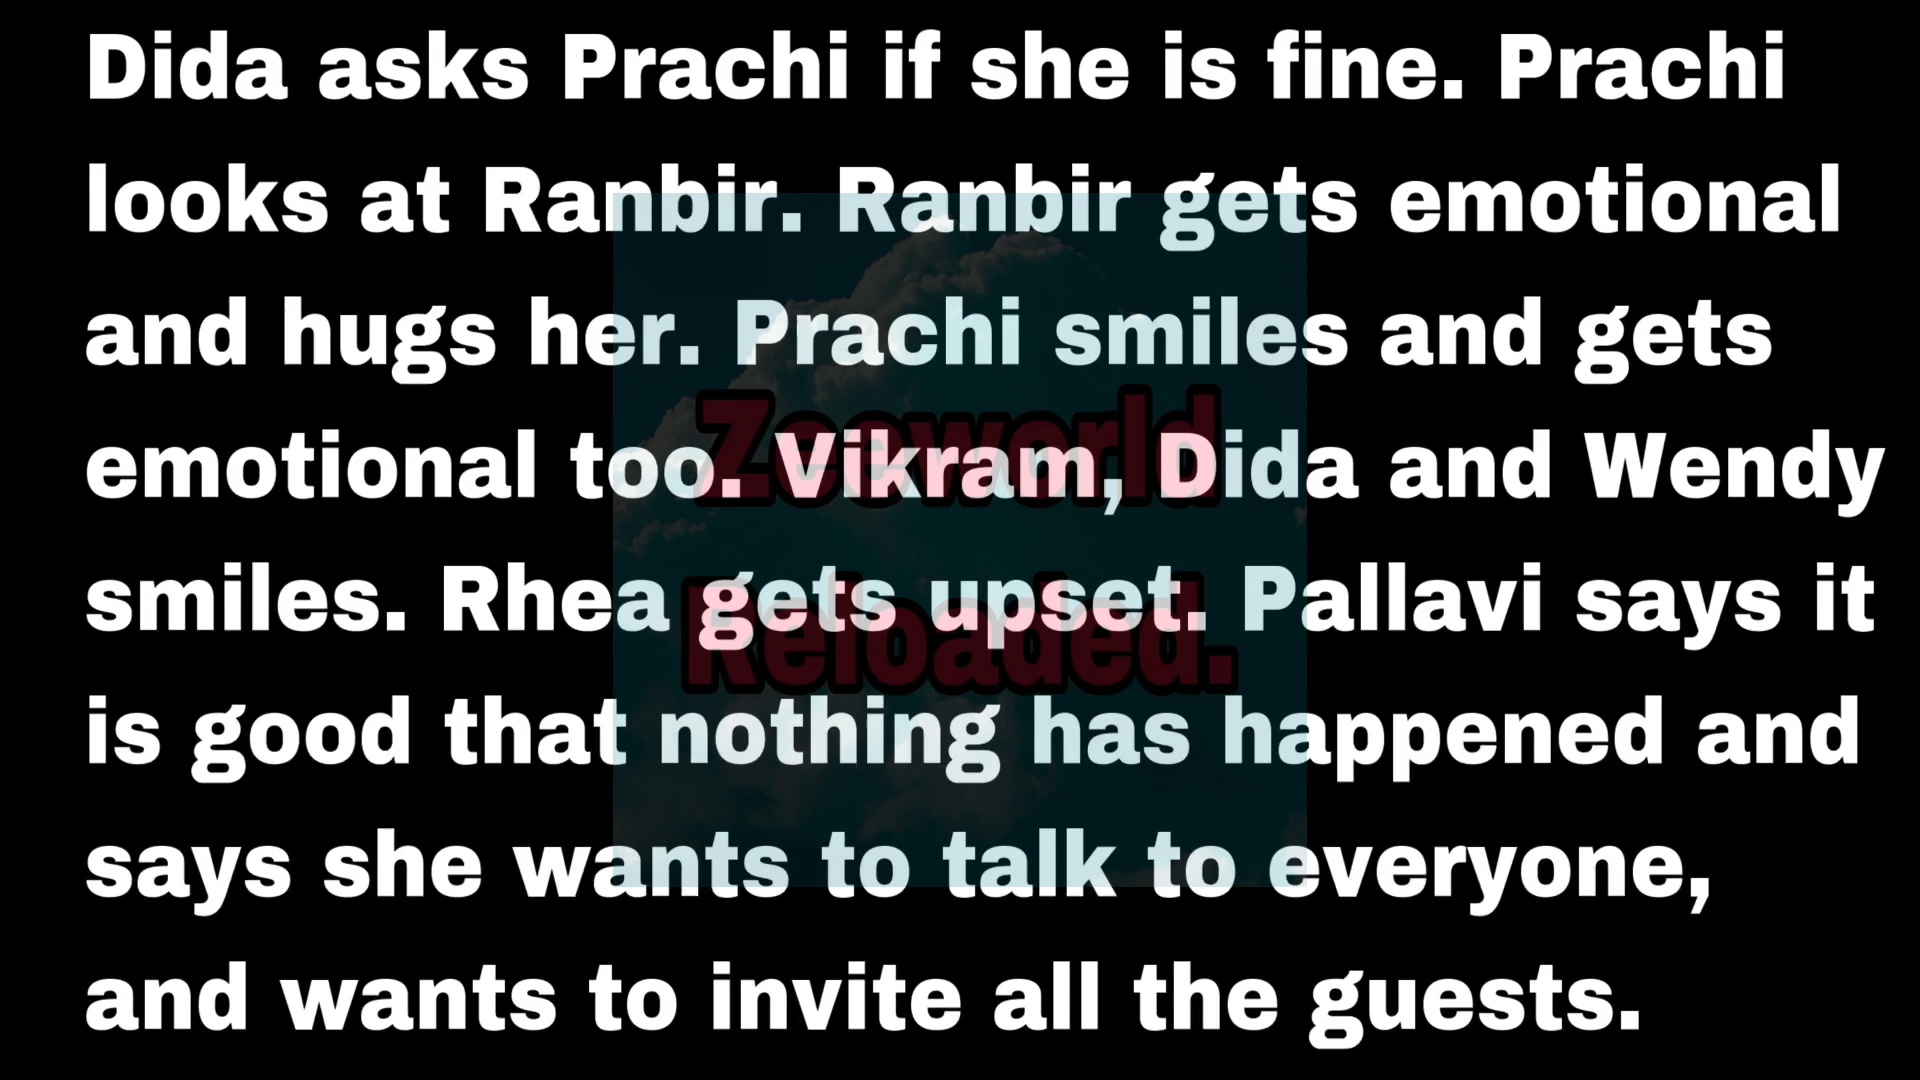 Dida asks Prachi if she is fine. Prachi
looks at Ranbir. Ranbir gets emotional
and hugs her. Prachi smiles and gets
emotional too. Vikram, Dida and Wendy
smiles. Rhea gets upset. Pallavi says it
is good that nothing has happened and
says she wants to talk to everyone,
and wants to invite all the guests.
Zeeworld
Reloaded.